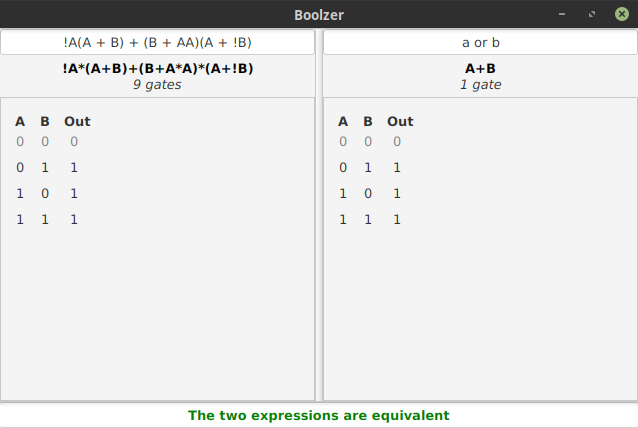 Boolzer
!A(A + B) + (B + AA)(A + !B)
!A*(A+B)+(B+A*A)*(A+!B)
9 gates
A B Out
0 0 0
0 1 1
1 0 1
1 1 1
a or b
A+B
1 gate
A B Out
0 0 0
0 1 1
1 0 1
1 1 1
The two expressions are equivalent